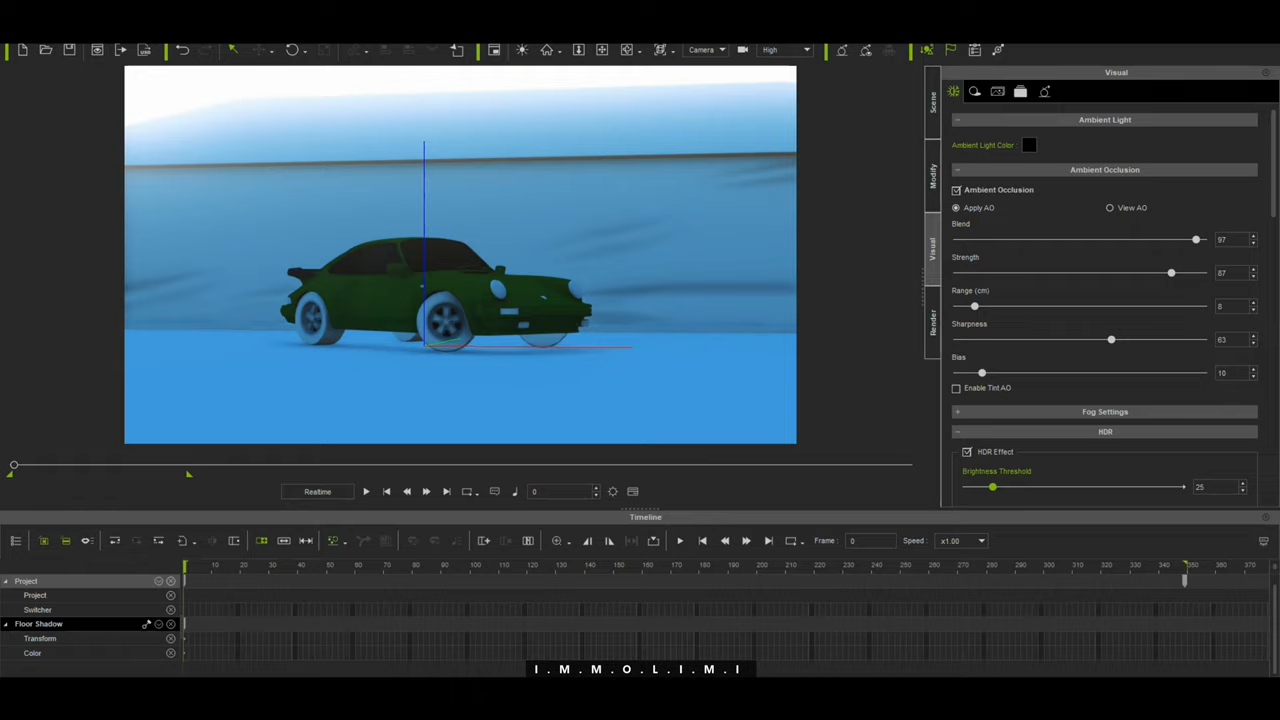 Camera
High
Scene
Modify
Visual
Render
Visual
Ambient Light
Ambient Light Color :
Ambient Occlusion
Ambient Occlusion
Apply AO
View AO
Blend
97
Strength
87
Range (cm)
8
Sharpness
63
Bias
10
Enable Tint AO
Fog Settings
HDR
HDR Effect
Brightness Threshold
25
Realtime
0
Timeline
Frame : 0 Speed : x1.00
10 20 30 40 50 60 70 80 90 100 110 120 130 140 150 160 170 180 190 200 210 220 230 240 250 260 270 280 290 300 310 320 330 340 350 360 370
Project
Project
Switcher
Floor Shadow
Transform
Color
I.M.M.O.L.I.M.I